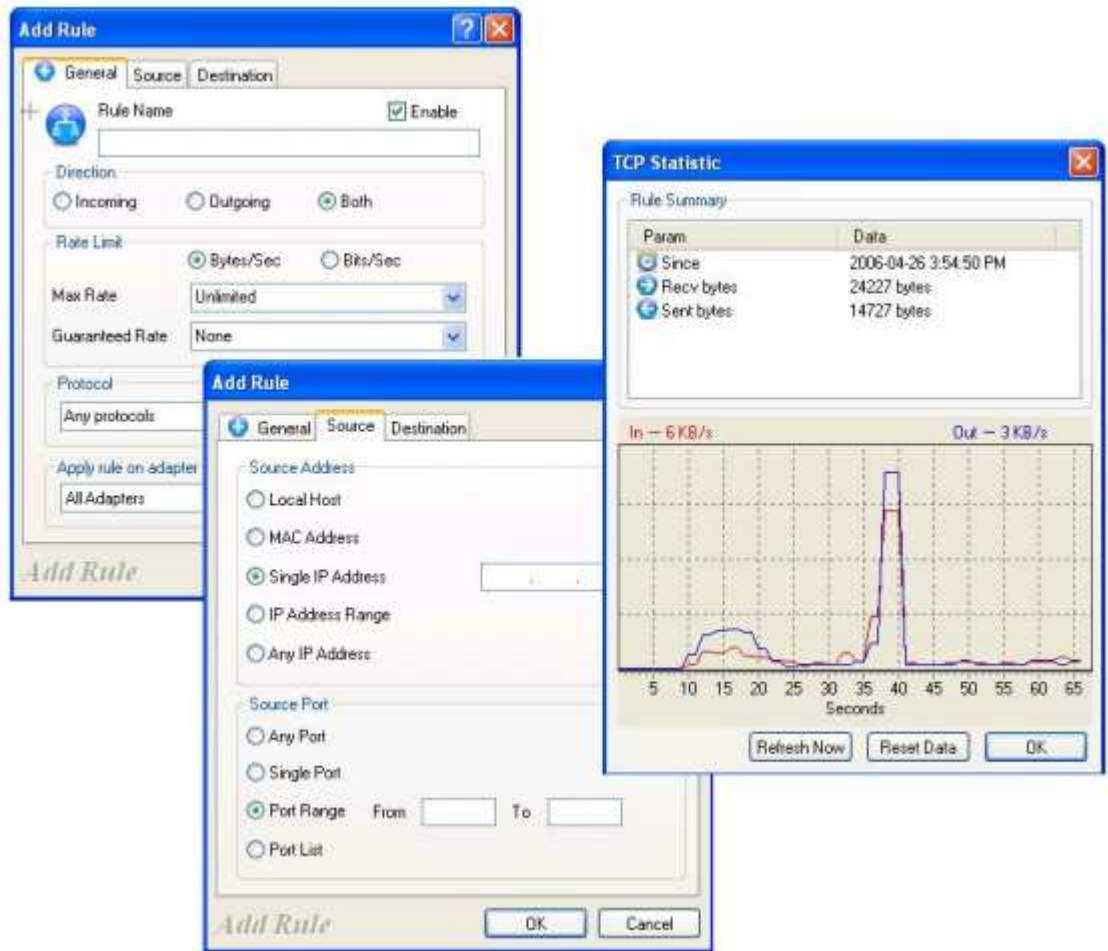 Add Rule
General Source Destination
Rule Name Enable
Direction
Incoming Outgoing Both
Rate Limit
Bytes/Sec Bits/Sec
Max Rate Unlimited
Guaranteed Rate None
Protocol
Any protocols
Apply rule on adapter
All Adapters
Add Rule
Add Rule
General Source Destination
Source Address
Local Host
MAC Address
Single IP Address . .
IP Address Range
Any IP Address
Source Port
Any Port
Single Port
Port Range From To
Port List
Add Rule OK Cancel
TCP Statistic
Rule Summary
Param Data
Since 2006-04-26 3:54:50 PM
Recv bytes 24227 bytes
Sent bytes 14727 bytes
In — 6 KB/s Out — 3 KB/s
5 10 15 20 25 30 35 40 45 50 55 60 65
Seconds
Refresh Now Reset Data OK